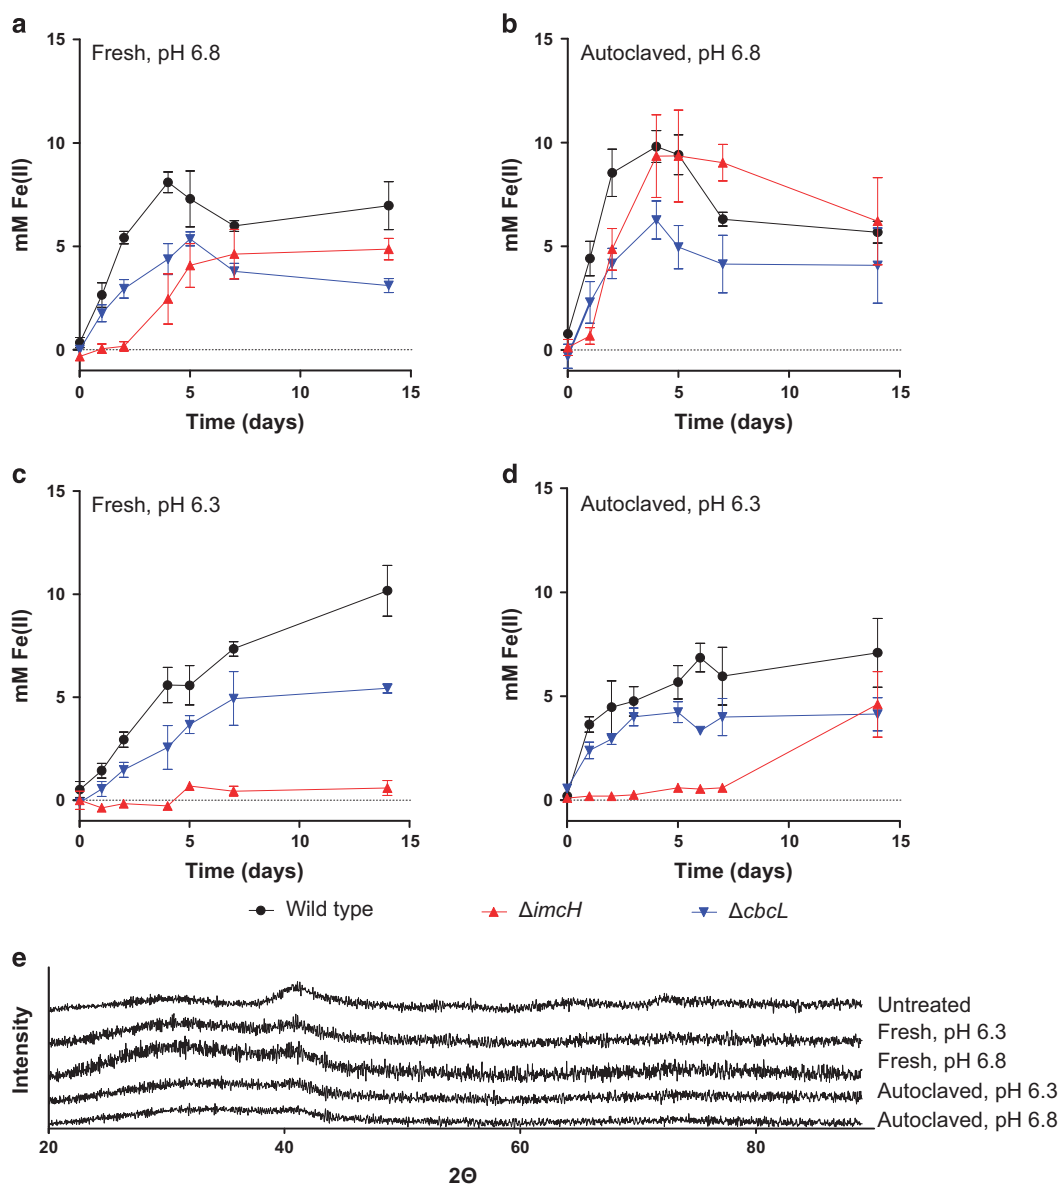 a
Fresh, pH 6.8
15
10
5
0
mM Fe(II)
0 5 10 15
Time (days)
b
Autoclaved, pH 6.8
15
10
5
0
mM Fe(II)
0 5 10 15
Time (days)
c
Fresh, pH 6.3
15
10
5
0
mM Fe(II)
0 5 10 15
Time (days)
d
Autoclaved, pH 6.3
15
10
5
0
mM Fe(II)
0 5 10 15
Time (days)
Wild type ΔimcH ΔcbcL
e
Intensity
Untreated
Fresh, pH 6.3
Fresh, pH 6.8
Autoclaved, pH 6.3
Autoclaved, pH 6.8
20 40 60 80
2Θ